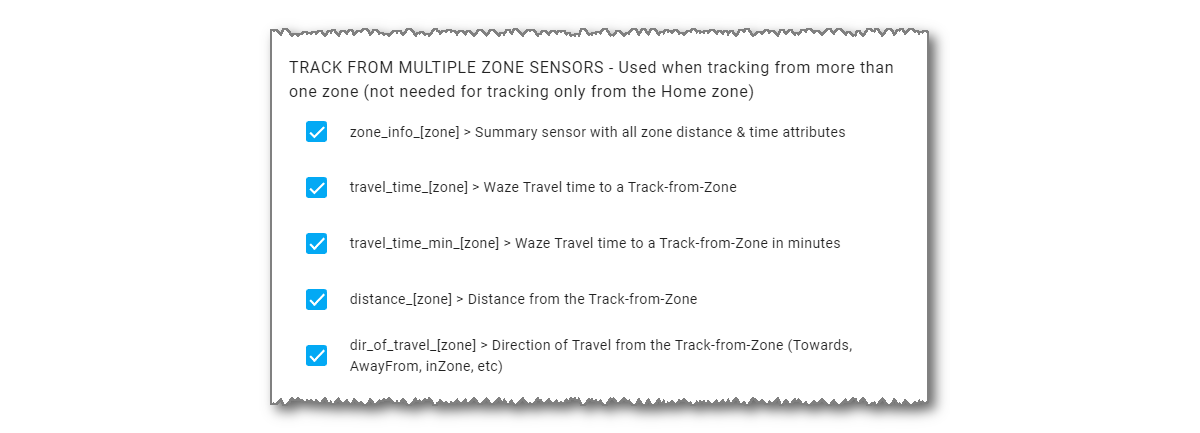 TRACK FROM MULTIPLE ZONE SENSORS - Used when tracking from more than
one zone (not needed for tracking only from the Home zone)
zone_info_[zone] > Summary sensor with all zone distance & time attributes
travel_time_[zone] > Waze Travel time to a Track-from-Zone
travel_time_min_[zone] > Waze Travel time to a Track-from-Zone in minutes
distance_[zone] > Distance from the Track-from-Zone
dir_of_travel_[zone] > Direction of Travel from the Track-from-Zone (Towards,
AwayFrom, inZone, etc)